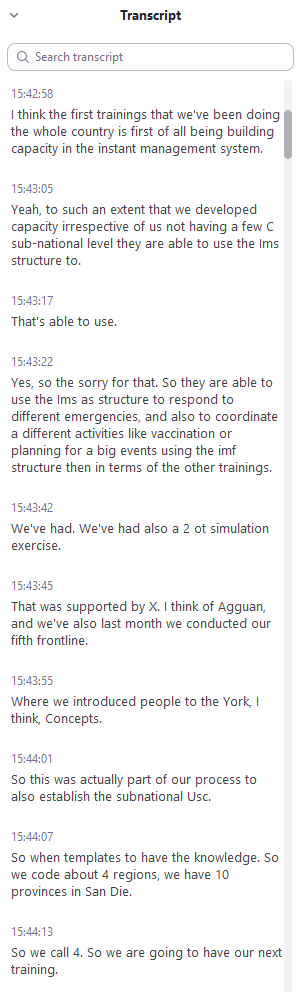 Transcript
Search transcript
15:42:58
I think the first trainings that we've been doing
the whole country is first of all being building
capacity in the instant management system.
15:43:05
Yeah, to such an extent that we developed
capacity irrespective of us not having a few C
sub-national level they are able to use the Ims
structure to.
15:43:17
That's able to use.
15:43:22
Yes, so the sorry for that. So they are able to
use the Ims as structure to respond to
different emergencies, and also to coordinate
a different activities like vaccination or
planning for a big events using the imf
structure then in terms of the other trainings.
15:43:42
We've had. We've had also a 2 ot simulation
exercise.
15:43:45
That was supported by X. I think of Agguan,
and we've also last month we conducted our
fifth frontline.
15:43:55
Where we introduced people to the York, I
think, Concepts.
15:44:01
So this was actually part of our process to
also establish the subnational Usc.
15:44:07
So when templates to have the knowledge. So
we code about 4 regions, we have 10
provinces in San Die.
15:44:13
So we call 4. So we are going to have our next
training.